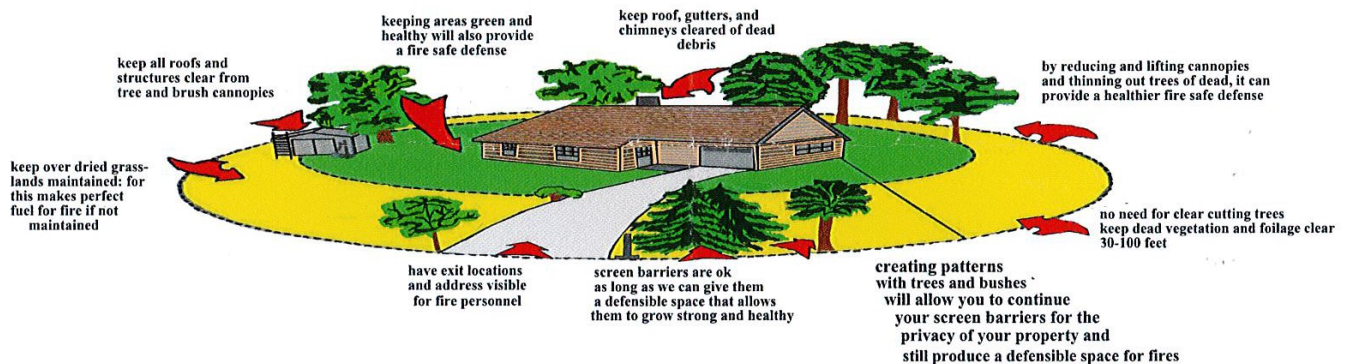 keeping areas green and
healthy will also provide
a fire safe defense
keep roof, gutters, and
chimneys cleared of dead
debris
keep all roofs and
structures clear from
tree and brush cannopies
by reducing and lifting cannopies
and thinning out trees of dead, it can
provide a healthier fire safe defense
keep over dried grass-
lands maintained: for
this makes perfect
fuel for fire if not
maintained
no need for clear cutting trees
keep dead vegetation and foliage clear
30-100 feet
have exit locations
and address visible
for fire personnel
screen barriers are ok
as long as we can give them
a defensible space that allows
them to grow strong and healthy
creating patterns
with trees and bushes
will allow you to continue
your screen barriers for the
privacy of your property and
still produce a defensible space for fires